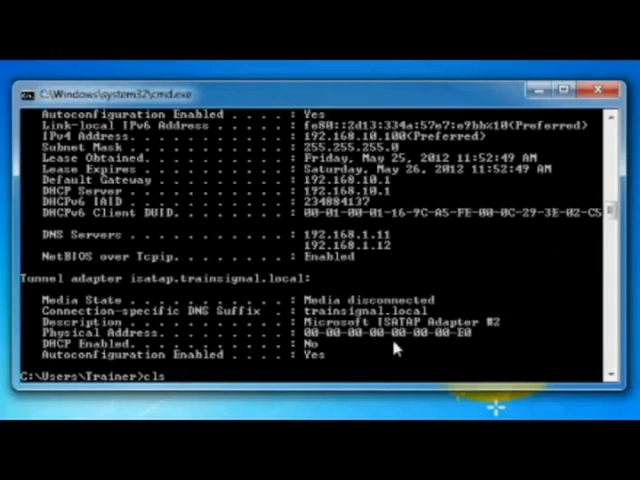 C:\Windows\system32\cmd.exe
Autoconfiguration Enabled . . . . : Yes
Link-local IPv6 Address . . . . . : fe80::2d13:334a:57e7:e9bb%10(Preferred)
IPv4 Address. . . . . . . . . . . : 192.168.10.100(Preferred)
Subnet Mask . . . . . . . . . . . : 255.255.255.0
Lease Obtained. . . . . . . . . . : Friday, May 25, 2012 11:52:49 AM
Lease Expires . . . . . . . . . . : Saturday, May 26, 2012 11:52:49 AM
Default Gateway . . . . . . . . . : 192.168.10.1
DHCP Server . . . . . . . . . . . : 192.168.10.1
DHCPv6 IAID . . . . . . . . . . . : 234884137
DHCPv6 Client DUID. . . . . . . . : 00-01-00-01-16-9C-A5-FE-00-0C-29-3E-02-C5
DNS Servers . . . . . . . . . . . : 192.168.1.11
192.168.1.12
NetBIOS over Tcpip. . . . . . . . : Enabled
Tunnel adapter isatap.trainsignal.local:
Media State . . . . . . . . . . . : Media disconnected
Connection-specific DNS Suffix  . : trainsignal.local
Description . . . . . . . . . . . : Microsoft ISATAP Adapter #2
Physical Address. . . . . . . . . : 00-00-00-00-00-00-00-E0
DHCP Enabled. . . . . . . . . . . : No
Autoconfiguration Enabled . . . . : Yes
C:\Users\Trainer>cls